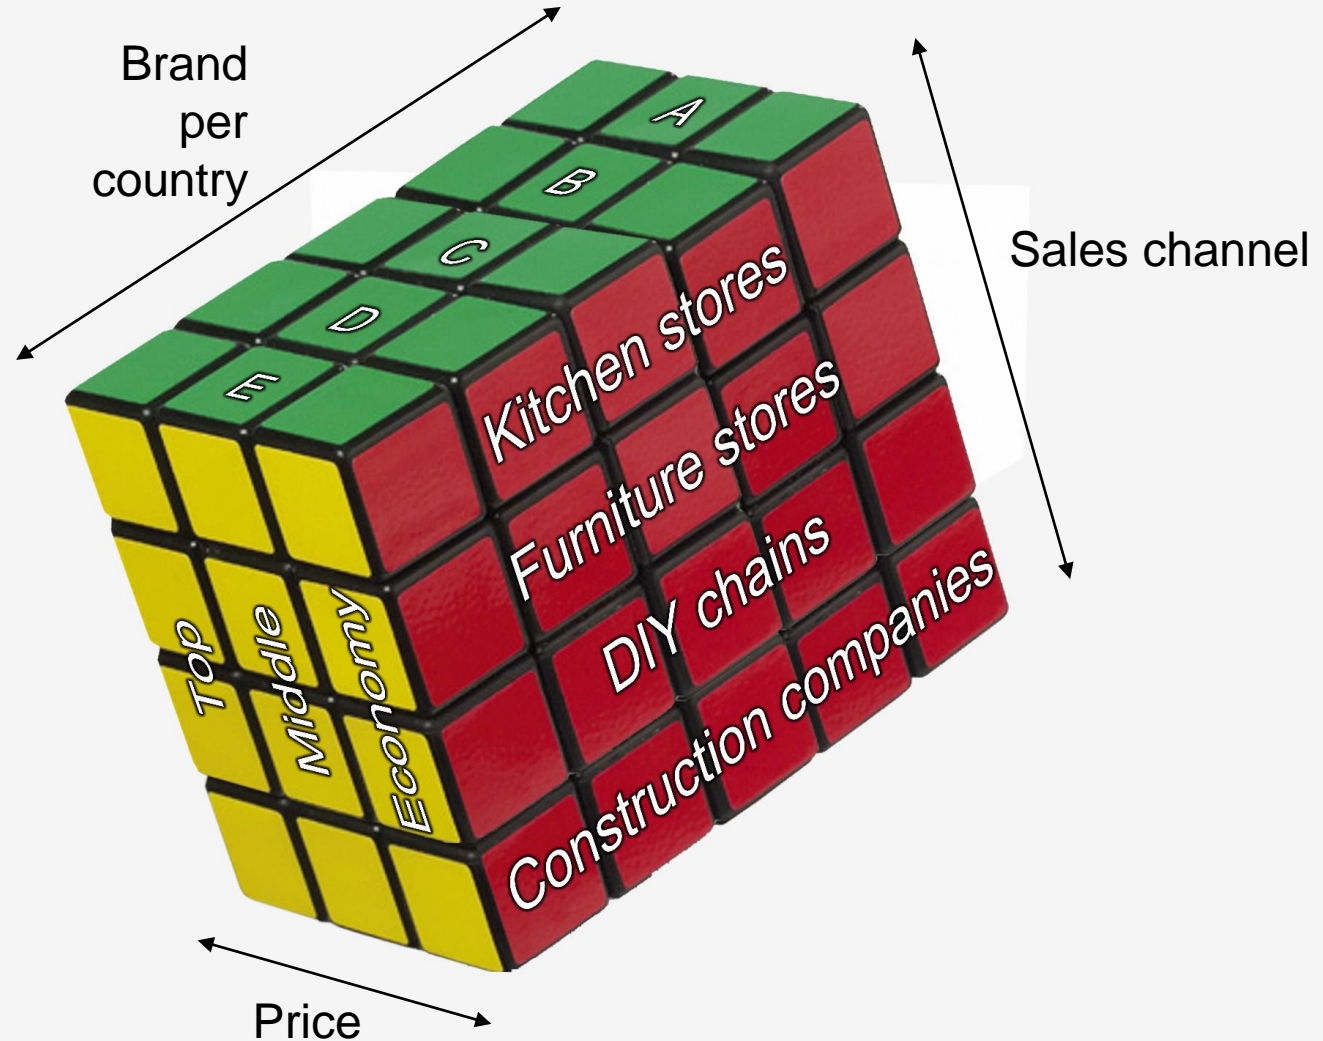 Brand
per
country
A
B
C
D
E
Sales channel
Kitchen stores
Furniture stores
DIY chains
Construction companies
Top
Middle
Economy
Price